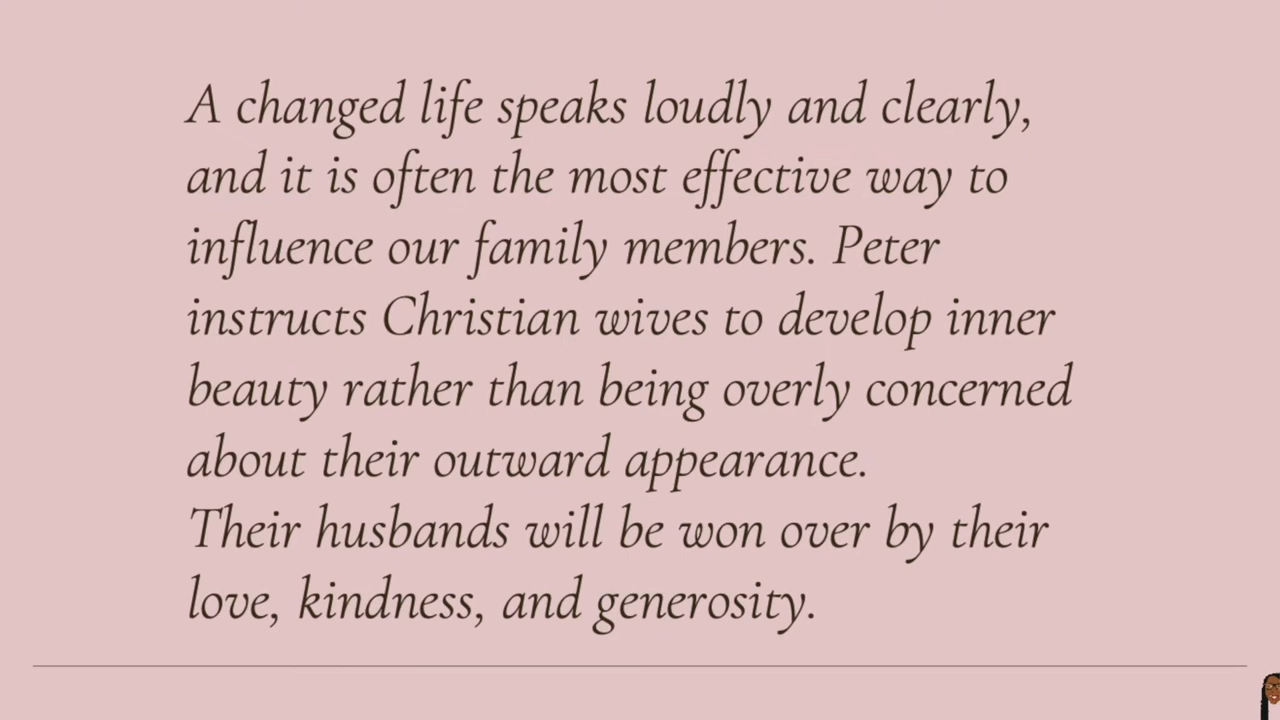 A changed life speaks loudly and clearly,
and it is often the most effective way to
influence our family members. Peter
instructs Christian wives to develop inner
beauty rather than being overly concerned
about their outward appearance.
Their husbands will be won over by their
love, kindness, and generosity.